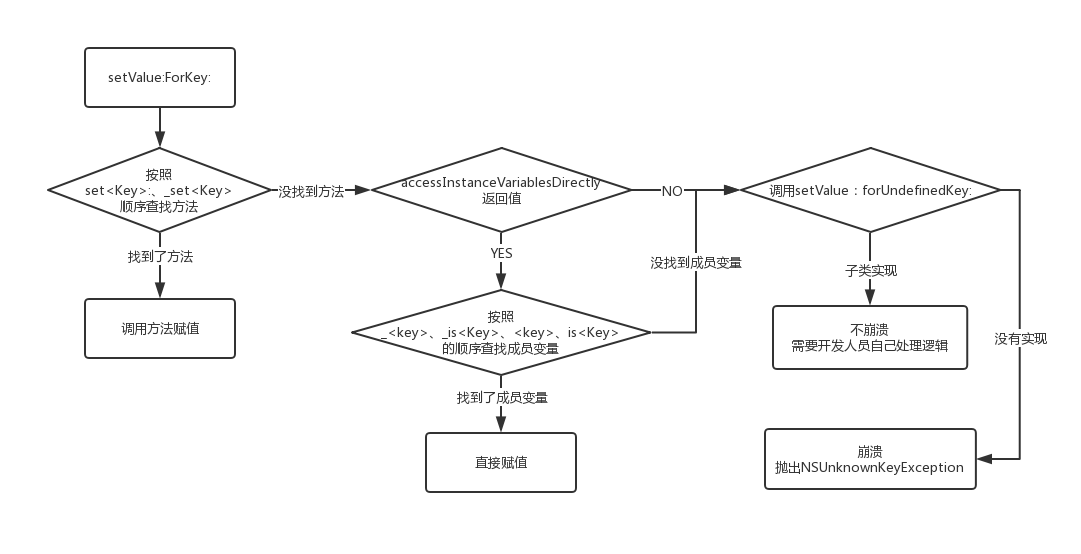 setValue:ForKey:
按照
set<Key>:、_set<Key>
顺序查找方法
没找到方法
accessInstanceVariablesDirectly
返回值
NO
调用setValue：forUndefinedKey:
找到了方法
YES
没找到成员变量
子类实现
调用方法赋值
按照
_<key>、_is<Key>、<key>、is<Key>
的顺序查找成员变量
不崩溃
需要开发人员自己处理逻辑
没有实现
找到了成员变量
直接赋值
崩溃
抛出NSUnknownKeyException